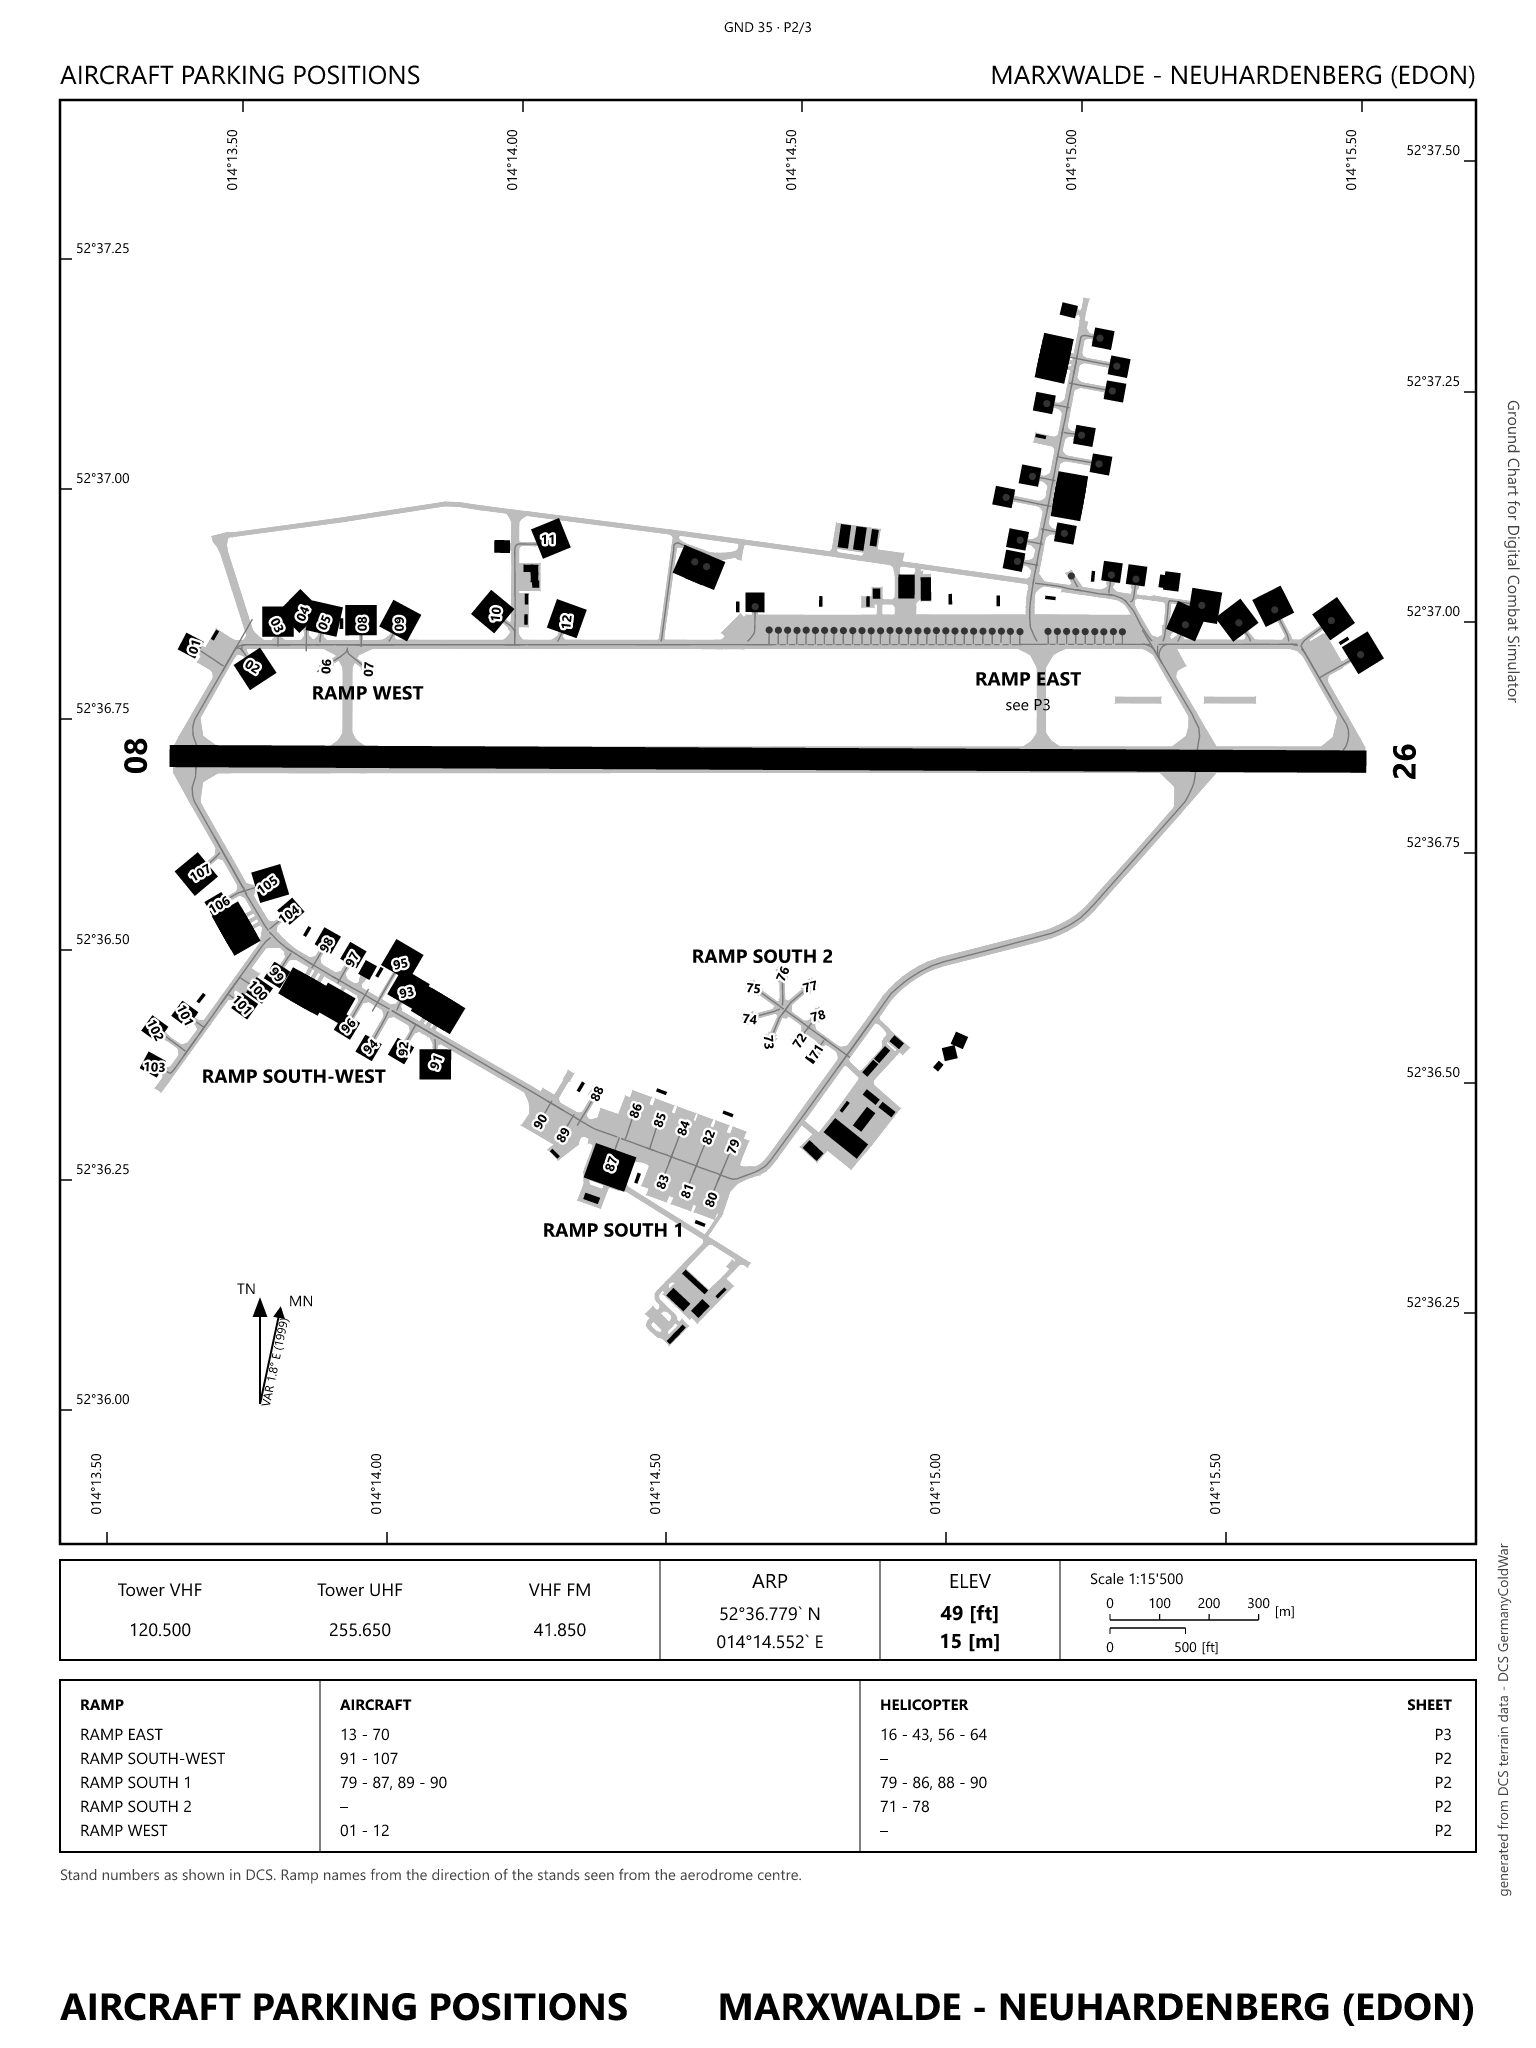 GND 35 · P2/3
AIRCRAFT PARKING POSITIONS
MARXWALDE - NEUHARDENBERG (EDON)
014°13.50
014°14.00
014°14.50
014°15.00
014°15.50
52°37.50
52°37.25
52°37.25
52°37.00
52°37.00
52°36.75
52°36.75
52°36.50
52°36.50
52°36.25
52°36.25
52°36.00
11
10
12
01
02
03
04
05
08
09
06
07
RAMP WEST
RAMP EAST
see P3
08
26
107
105
106
104
98
97
95
93
99
100
101
101
102
103
96
94
92
91
RAMP SOUTH-WEST
RAMP SOUTH 2
76
75
77
74
73
78
72
71
88
90
89
86
85
84
82
79
87
83
81
80
RAMP SOUTH 1
TN
MN
VAR 1.8° E (1999)
014°13.50
014°14.00
014°14.50
014°15.00
014°15.50
Tower VHF
120.500
Tower UHF
255.650
VHF FM
41.850
ARP
52°36.779` N
014°14.552` E
ELEV
49 [ft]
15 [m]
Scale 1:15'500
0 100 200 300 [m]
0 500 [ft]
RAMP AIRCRAFT HELICOPTER SHEET
RAMP EAST 13 - 70 16 - 43, 56 - 64 P3
RAMP SOUTH-WEST 91 - 107 – P2
RAMP SOUTH 1 79 - 87, 89 - 90 79 - 86, 88 - 90 P2
RAMP SOUTH 2 – 71 - 78 P2
RAMP WEST 01 - 12 – P2
Stand numbers as shown in DCS. Ramp names from the direction of the stands seen from the aerodrome centre.
Ground Chart for Digital Combat Simulator
generated from DCS terrain data - DCS GermanyColdWar
AIRCRAFT PARKING POSITIONS
MARXWALDE - NEUHARDENBERG (EDON)